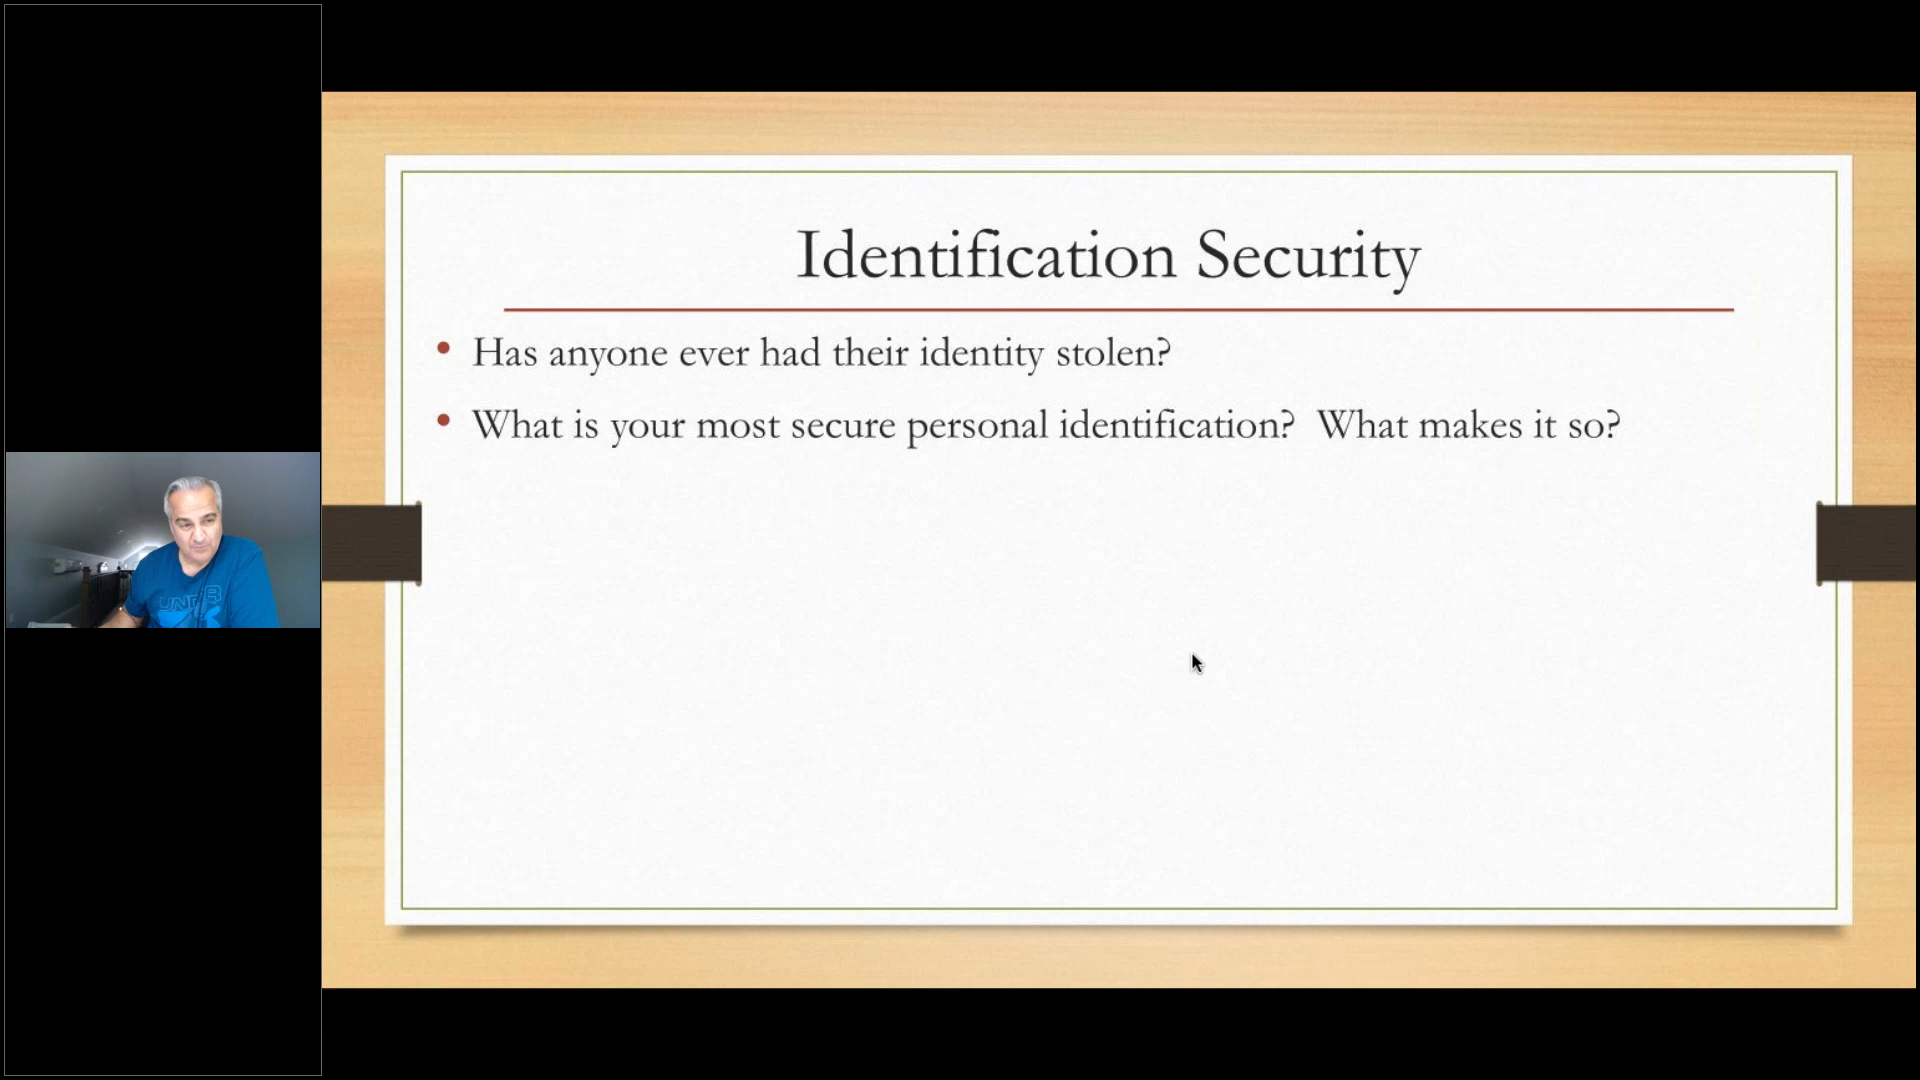 Identification Security
Has anyone ever had their identity stolen?
What is your most secure personal identification?  What makes it so?
UNDR